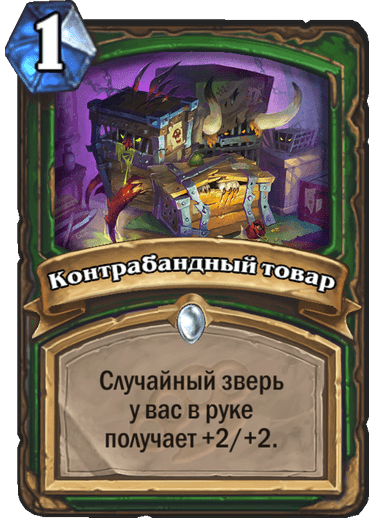 1
Контрабандный товар
Случайный зверь
у вас в руке
получает +2/+2.